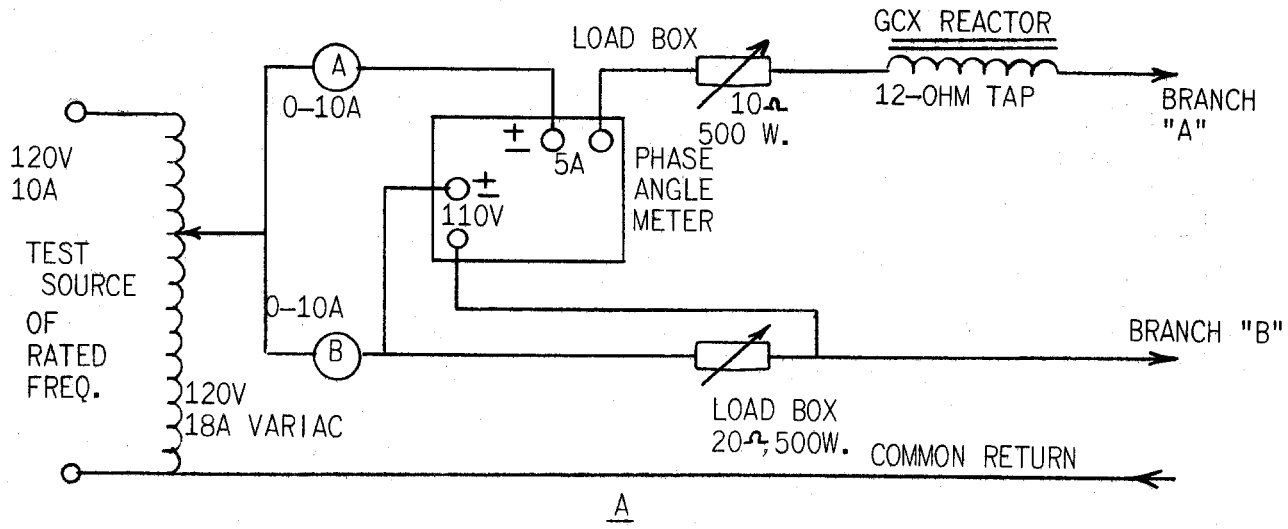 GCX REACTOR
LOAD BOX
A
0-10A
12-OHM TAP
10Ω
500 W.
BRANCH
"A"
±
5A
PHASE
ANGLE
METER
120V
10A
±
110V
TEST
SOURCE
OF
RATED
FREQ.
0-10A
B
BRANCH "B"
120V
18A VARIAC
LOAD BOX
20Ω, 500W.
COMMON RETURN
A